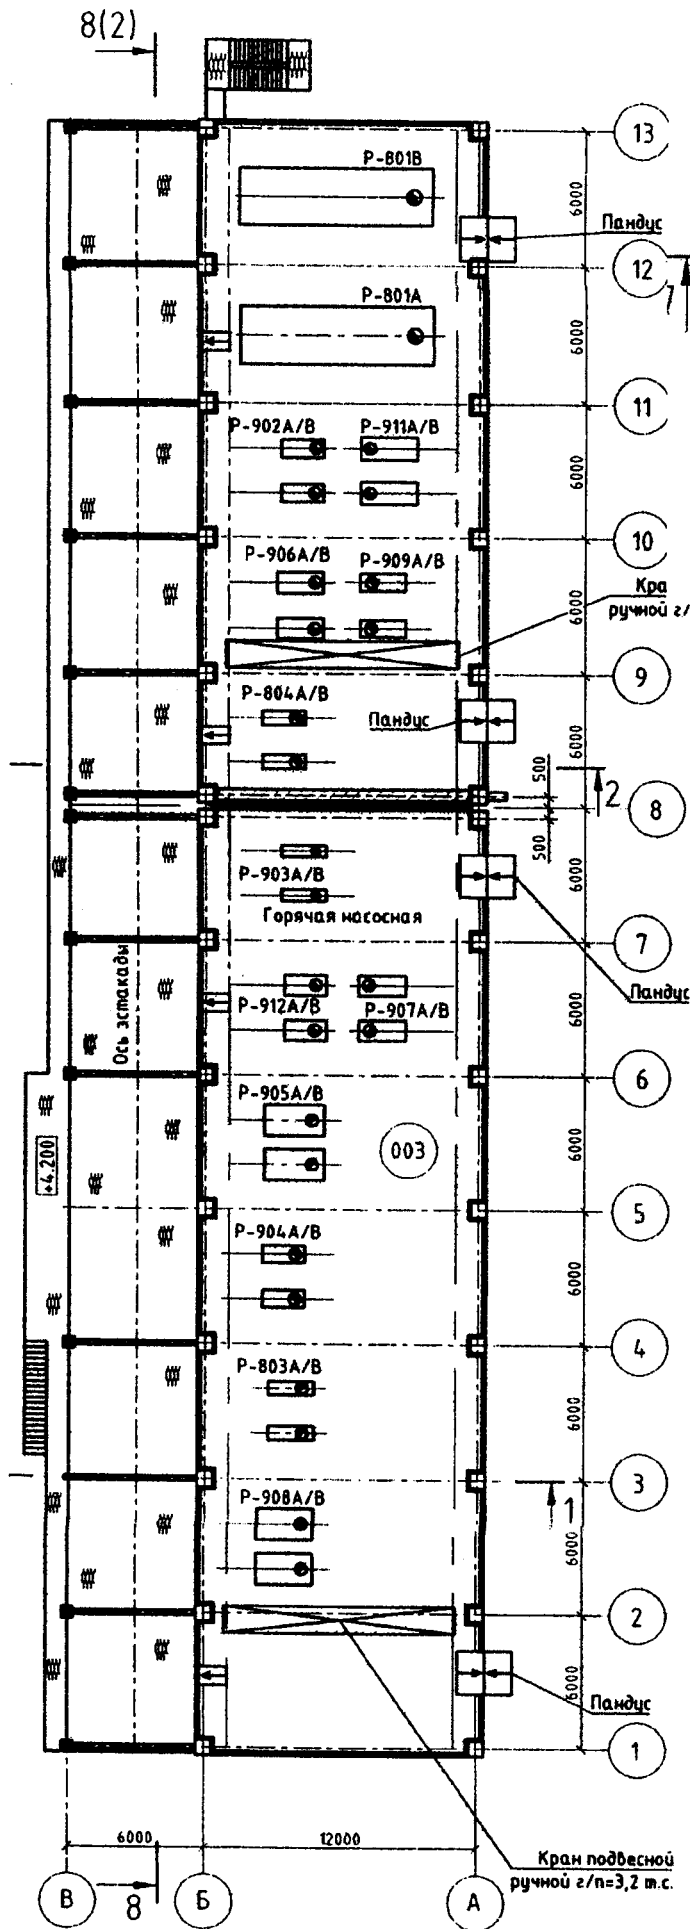 8(2)
13
P-801B
6000
Пандус
12
7
P-801A
6000
11
P-902A/B
P-911A/B
6000
10
P-906A/B
P-909A/B
Кра
ручной г/
6000
9
P-804A/B
Пандус
6000
500
2
8
500
P-903A/B
Горячая насосная
6000
7
Ось эстакады
Пандус
P-912A/B
P-907A/B
6000
6
P-905A/B
003
+4.200
6000
5
P-904A/B
6000
4
P-803A/B
6000
3
P-908A/B
1
6000
2
6000
Пандус
1
6000
12000
Кран подвесной
ручной г/п=3,2 т.с.
В
8
Б
А